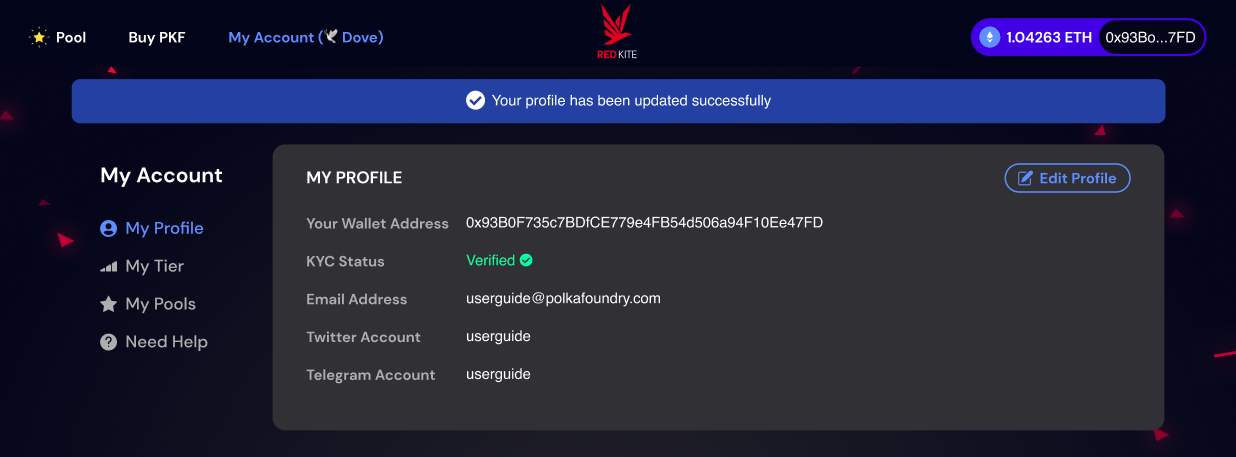 Pool
Buy PKF
My Account (🕊 Dove)
RED KITE
1.04263 ETH
0x93Bo...7FD
Your profile has been updated successfully
My Account
My Profile
My Tier
My Pools
Need Help
MY PROFILE
Edit Profile
Your Wallet Address 0x93B0F735c7BDfCE779e4FB54d506a94F10Ee47FD
KYC Status Verified
Email Address userguide@polkafoundry.com
Twitter Account userguide
Telegram Account userguide